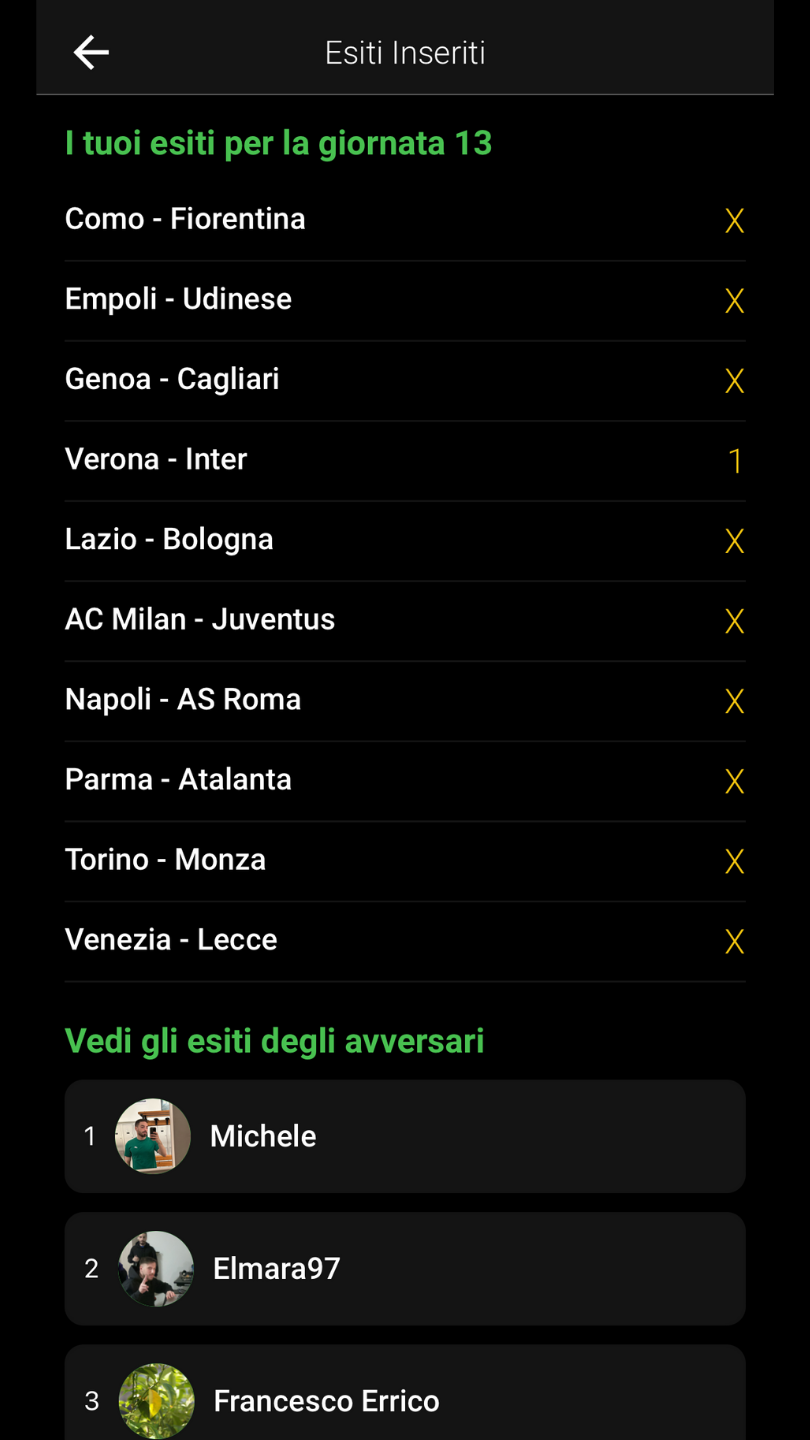 Esiti Inseriti
I tuoi esiti per la giornata 13
Como - Fiorentina X
Empoli - Udinese X
Genoa - Cagliari X
Verona - Inter 1
Lazio - Bologna X
AC Milan - Juventus X
Napoli - AS Roma X
Parma - Atalanta X
Torino - Monza X
Venezia - Lecce X
Vedi gli esiti degli avversari
1 Michele
2 Elmara97
3 Francesco Errico